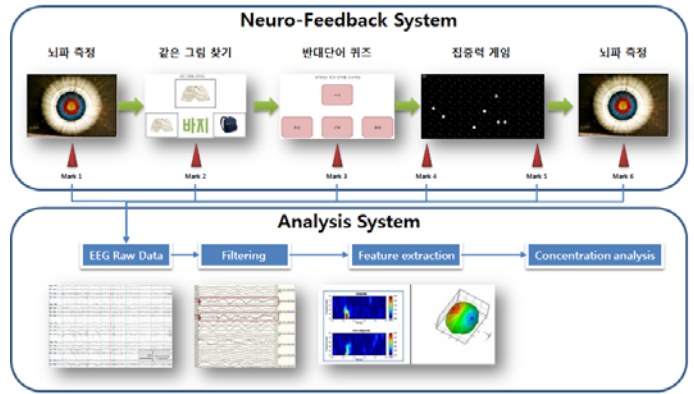 Neuro-Feedback System
뇌파 측정
같은 그림 찾기
반대단어 퀴즈
집중력 게임
뇌파 측정
바지
Mark 1
Mark 2
Mark 3
Mark 4
Mark 5
Mark 6
Analysis System
EEG Raw Data
Filtering
Feature extraction
Concentration analysis